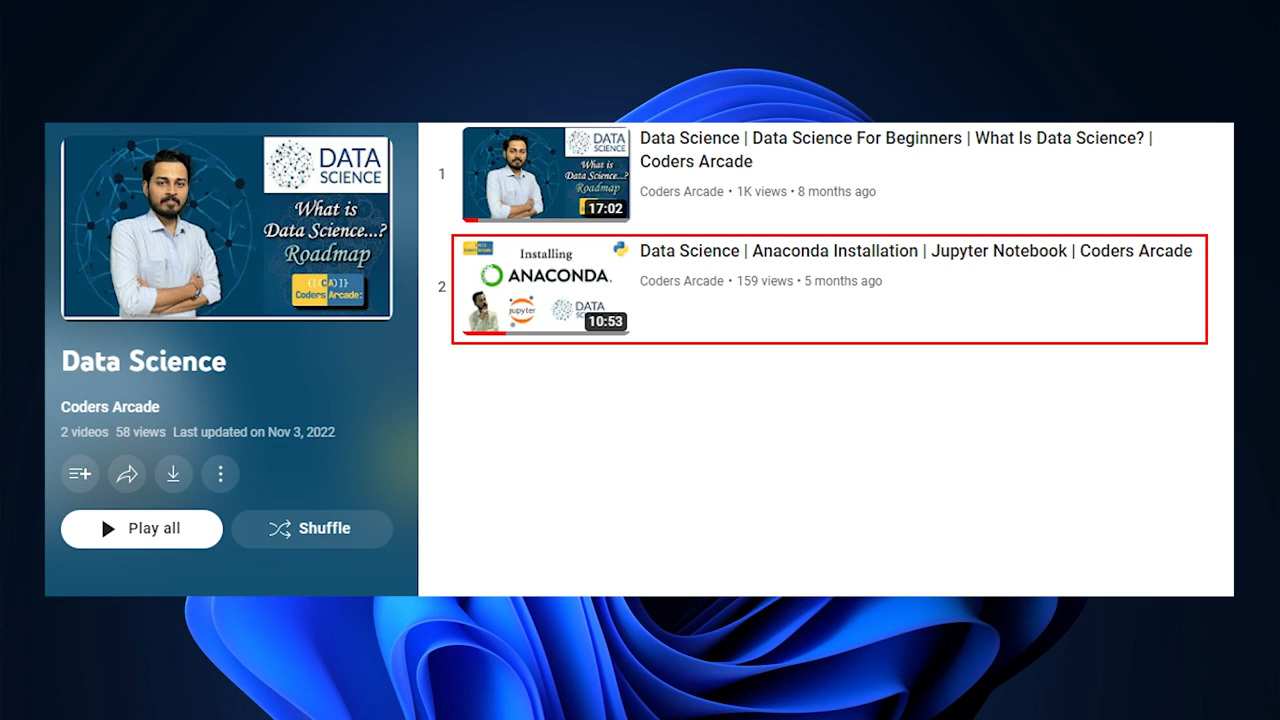 DATA
SCIENCE
What is
Data Science...?
Roadmap
{[(CA)]}
Coders Arcade:
Data Science
Coders Arcade
2 videos 58 views Last updated on Nov 3, 2022
Play all
Shuffle
1
DATA
SCIENCE
What is
Data Science...?
Roadmap
17:02
Data Science | Data Science For Beginners | What Is Data Science? |
Coders Arcade
Coders Arcade • 1K views • 8 months ago
2
Installing
ANACONDA.
jupyter
DATA
10:53
Data Science | Anaconda Installation | Jupyter Notebook | Coders Arcade
Coders Arcade • 159 views • 5 months ago